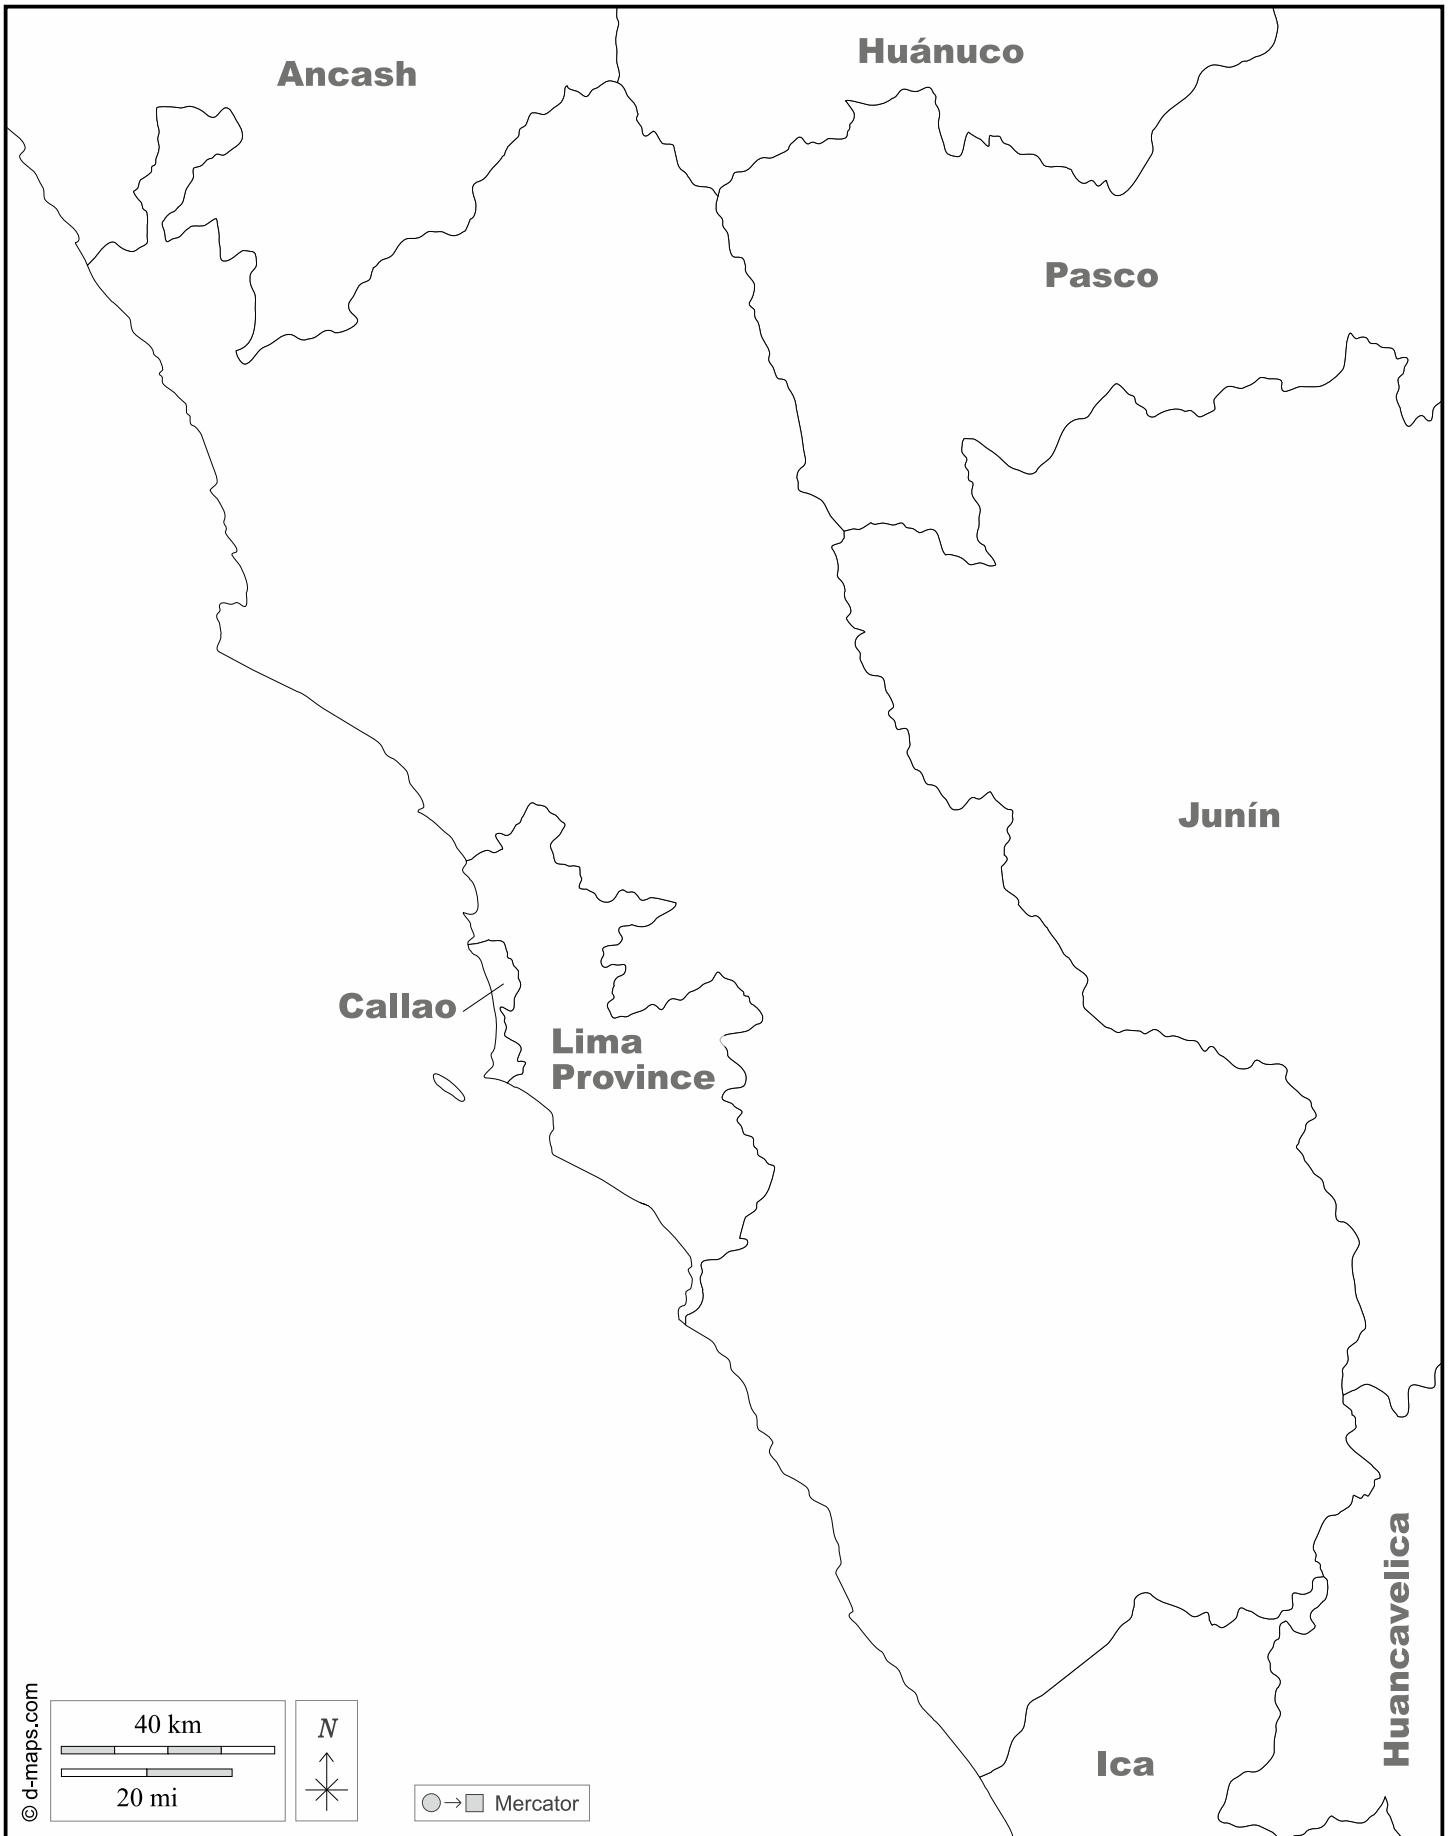 Huánuco
Ancash
Pasco
Junín
Callao
Lima
Province
Huancavelica
Ica
© d-maps.com
40 km
20 mi
N
Mercator